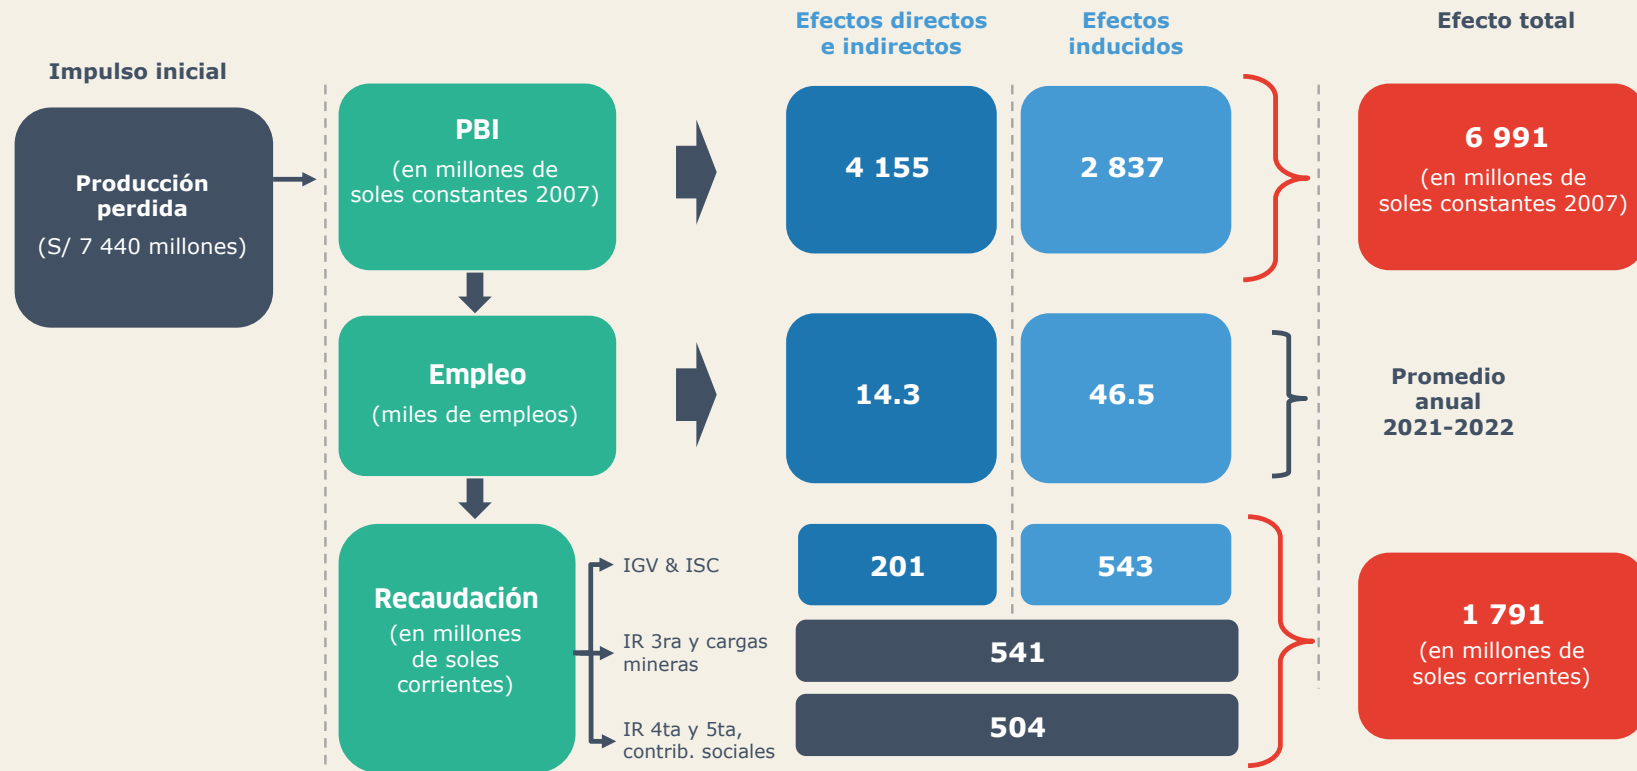 Efectos directos
e indirectos
Efectos
inducidos
Efecto total
Impulso inicial
Producción
perdida
(S/ 7 440 millones)
PBI
(en millones de
soles constantes 2007)
4 155
2 837
6 991
(en millones de
soles constantes 2007)
Empleo
(miles de empleos)
14.3
46.5
Promedio
anual
2021-2022
Recaudación
(en millones
de soles
corrientes)
IGV & ISC
201
543
IR 3ra y cargas
mineras
541
IR 4ta y 5ta,
contrib. sociales
504
1 791
(en millones de
soles corrientes)